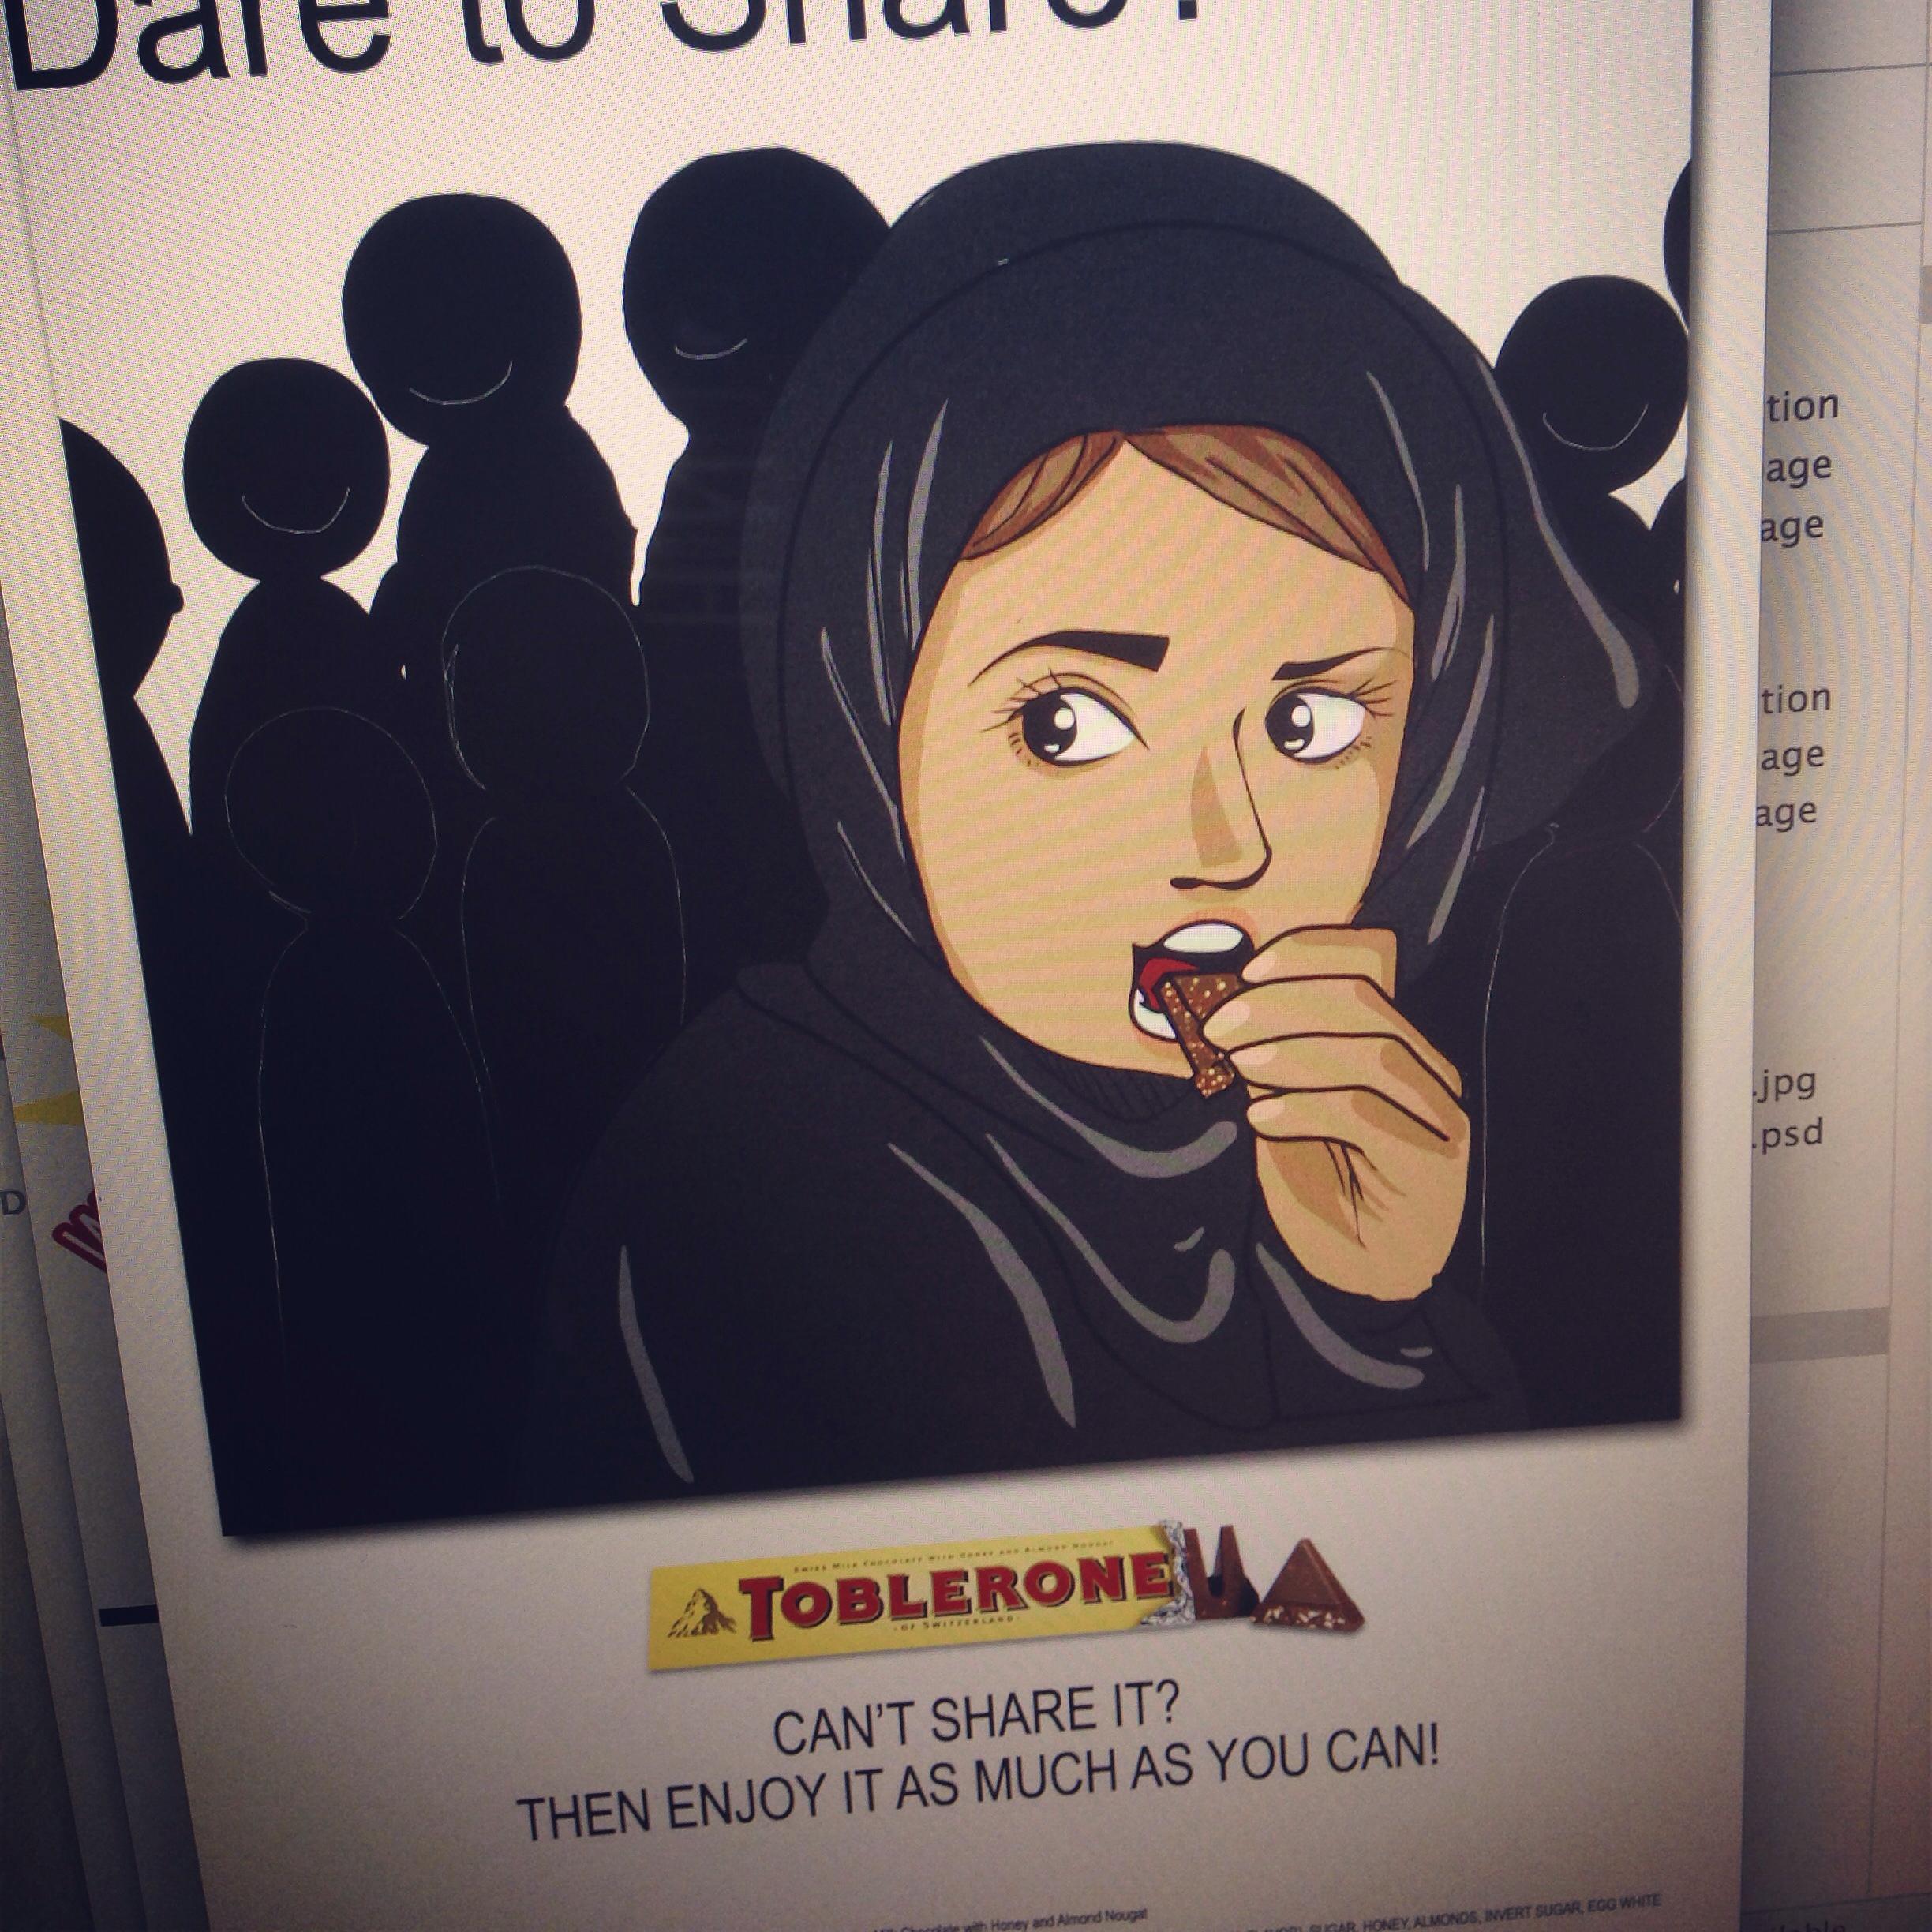 Dare to Share?
tion
age
age
tion
age
age
.jpg
.psd
D
SWISS MILK CHOCOLATE WITH HONEY AND ALMOND NOUGAT
TOBLERONE
OF SWITZERLAND
CAN'T SHARE IT?
THEN ENJOY IT AS MUCH AS YOU CAN!
Chocolate with Honey and Almond Nougat
SUGAR, HONEY, ALMONDS, INVERT SUGAR, EGG WHITE